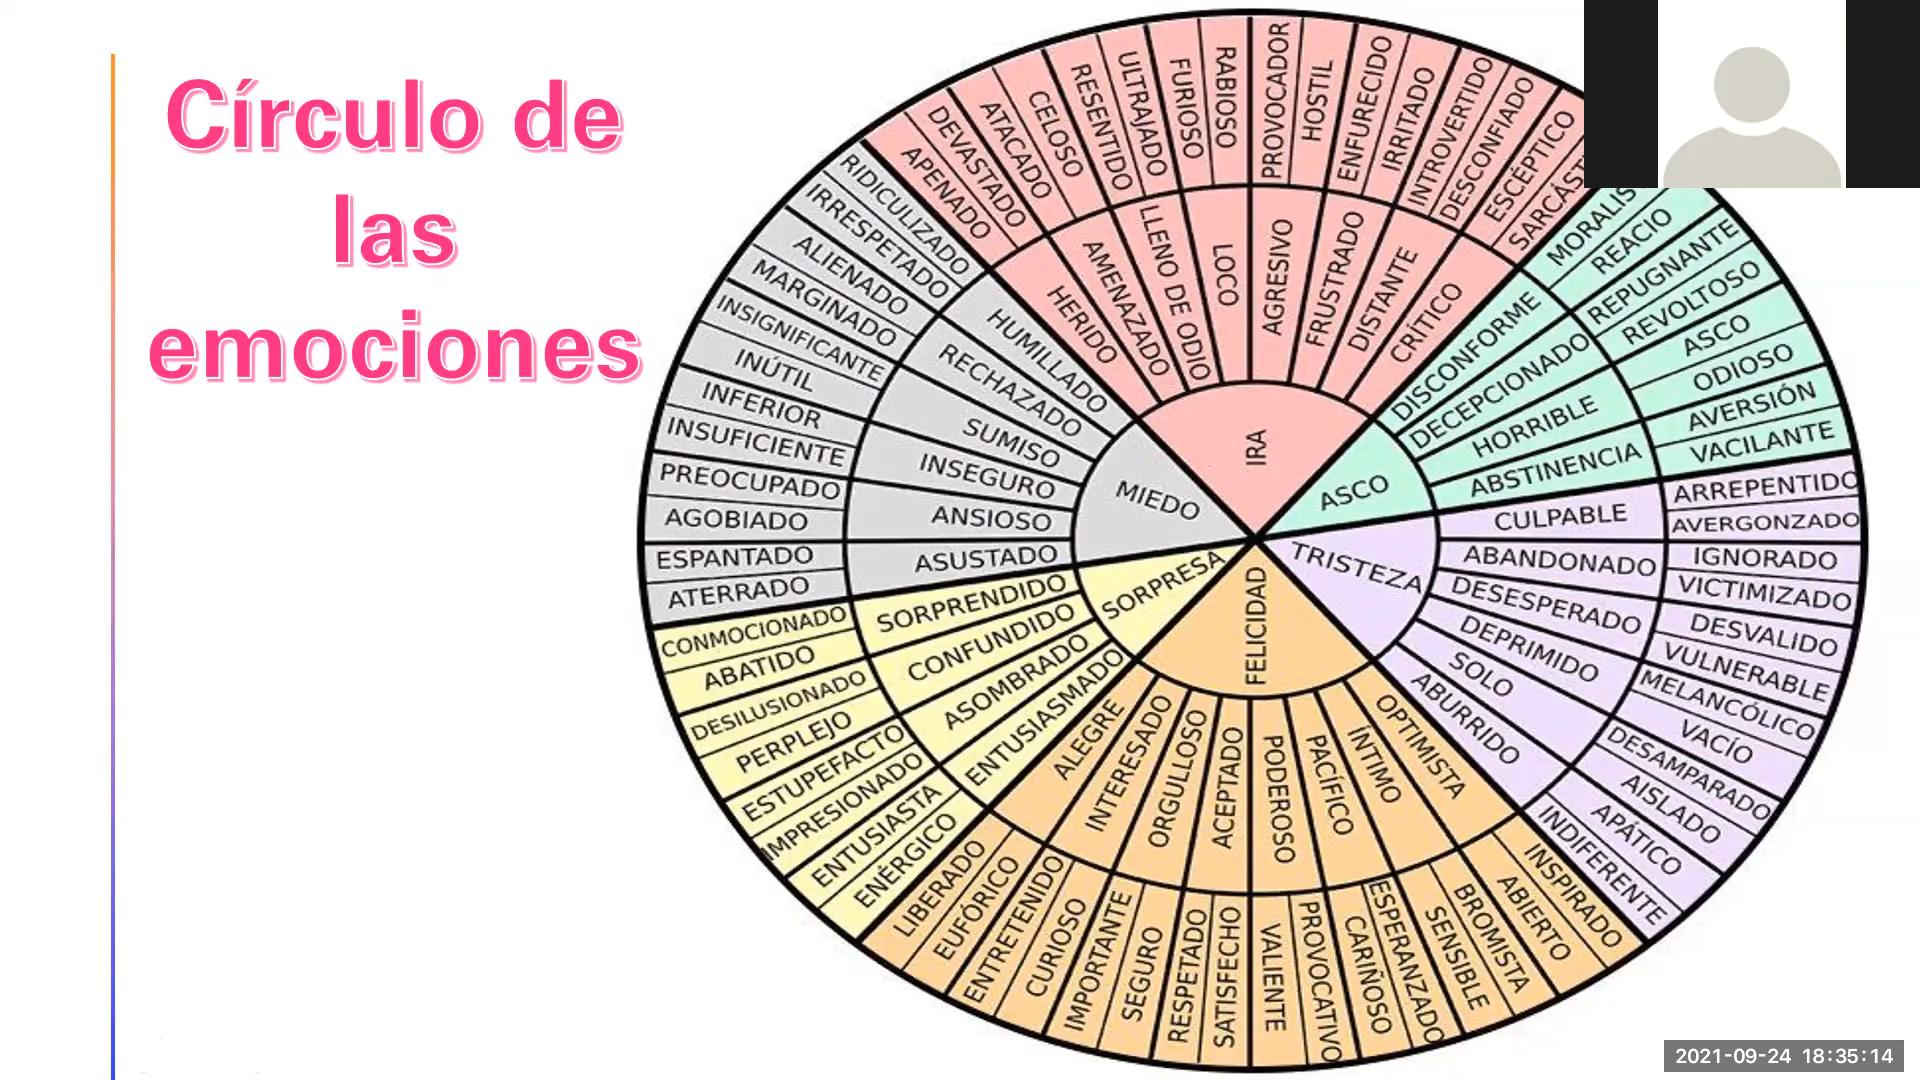 Círculo de
las
emociones
IRA
ASCO
TRISTEZA
FELICIDAD
SORPRESA
MIEDO
HERIDO
AMENAZADO
LLENO DE ODIO
LOCO
AGRESIVO
FRUSTRADO
DISTANTE
CRÍTICO
DISCONFORME
DECEPCIONADO
HORRIBLE
ABSTINENCIA
CULPABLE
ABANDONADO
DESESPERADO
DEPRIMIDO
SOLO
ABURRIDO
OPTIMISTA
ÍNTIMO
PACÍFICO
PODEROSO
ACEPTADO
ORGULLOSO
INTERESADO
ALEGRE
ENTUSIASMADO
ASOMBRADO
CONFUNDIDO
SORPRENDIDO
ASUSTADO
ANSIOSO
INSEGURO
SUMISO
RECHAZADO
HUMILLADO
APENADO
DEVASTADO
ATACADO
CELOSO
RESENTIDO
ULTRAJADO
FURIOSO
RABIOSO
PROVOCADOR
HOSTIL
ENFURECIDO
IRRITADO
INTROVERTIDO
DESCONFIADO
ESCÉPTICO
SARCÁST
MORALIS
REACIO
REPUGNANTE
REVOLTOSO
ASCO
ODIOSO
AVERSIÓN
VACILANTE
ARREPENTIDO
AVERGONZADO
IGNORADO
VICTIMIZADO
DESVALIDO
VULNERABLE
MELANCÓLICO
VACÍO
DESAMPARADO
AISLADO
APÁTICO
INDIFERENTE
INSPIRADO
ABIERTO
BROMISTA
SENSIBLE
ESPERANZADO
CARIÑOSO
PROVOCATIVO
VALIENTE
SATISFECHO
RESPETADO
SEGURO
IMPORTANTE
CURIOSO
ENTRETENIDO
EUFÓRICO
LIBERADO
ENÉRGICO
ENTUSIASTA
IMPRESIONADO
ESTUPEFACTO
PERPLEJO
DESILUSIONADO
ABATIDO
CONMOCIONADO
ATERRADO
ESPANTADO
AGOBIADO
PREOCUPADO
INSUFICIENTE
INFERIOR
INÚTIL
INSIGNIFICANTE
MARGINADO
ALIENADO
IRRESPETADO
RIDICULIZADO
2021-09-24 18:35:14